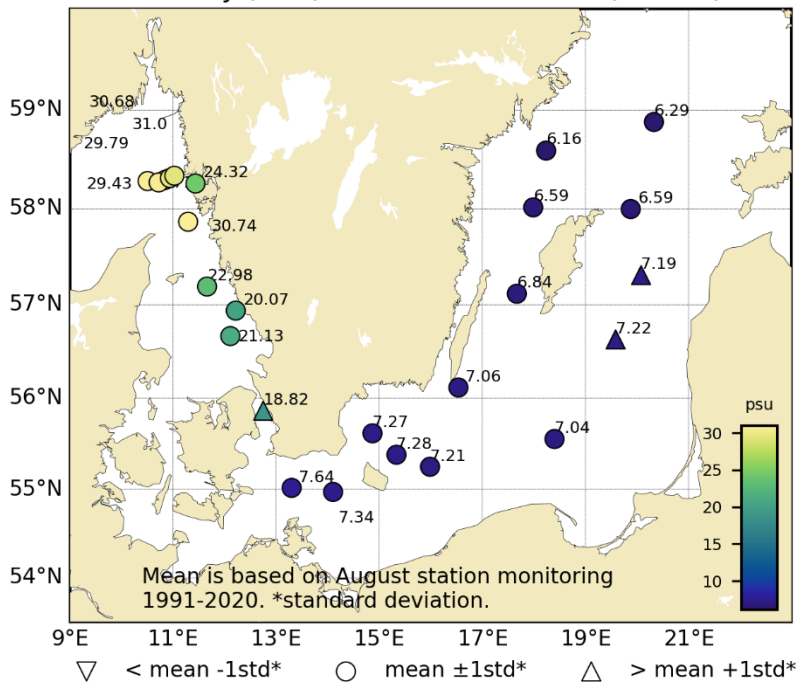 59°N
58°N
57°N
56°N
55°N
54°N
30.68
31.0
29.79
29.43
24.32
30.74
22.98
20.07
21.13
18.82
6.29
6.16
6.59
6.59
7.19
6.84
7.22
7.06
7.27
7.28
7.21
7.04
7.64
7.34
psu
30
25
20
15
10
Mean is based on August station monitoring
1991-2020. *standard deviation.
9°E 11°E 13°E 15°E 17°E 19°E 21°E
▽ < mean -1std* ○ mean ±1std* △ > mean +1std*